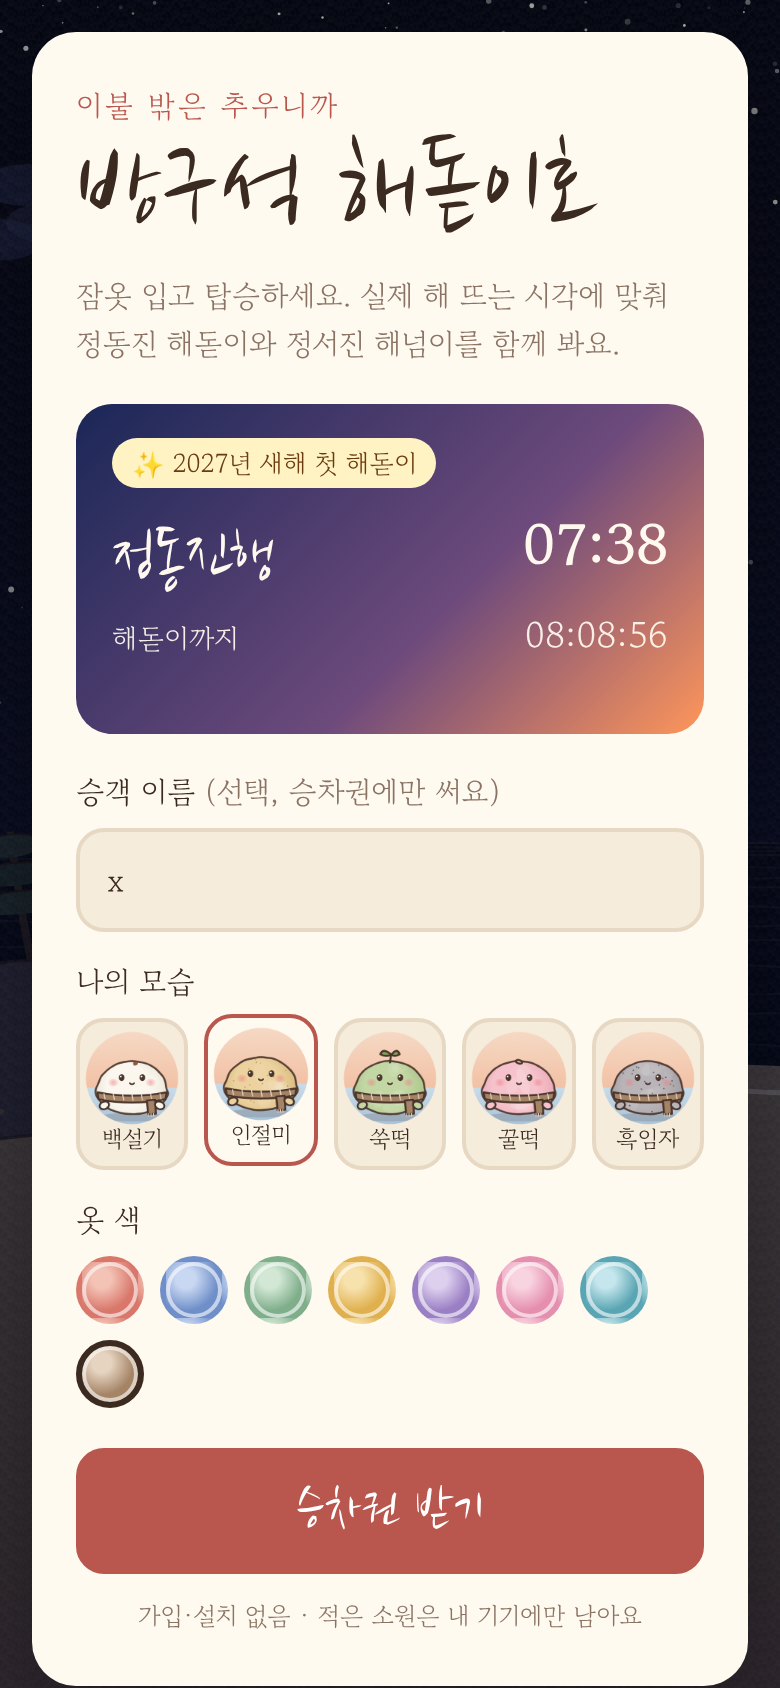 이불 밖은 추우니까
방구석 해돋이호
잠옷 입고 탑승하세요. 실제 해 뜨는 시각에 맞춰
정동진 해돋이와 정서진 해넘이를 함께 봐요.
✨ 2027년 새해 첫 해돋이
정동진행 07:38
해돋이까지 08:08:56
승객 이름 (선택, 승차권에만 써요)
x
나의 모습
백설기 인절미 쑥떡 꿀떡 흑임자
옷 색
승차권 받기
가입·설치 없음 · 적은 소원은 내 기기에만 남아요